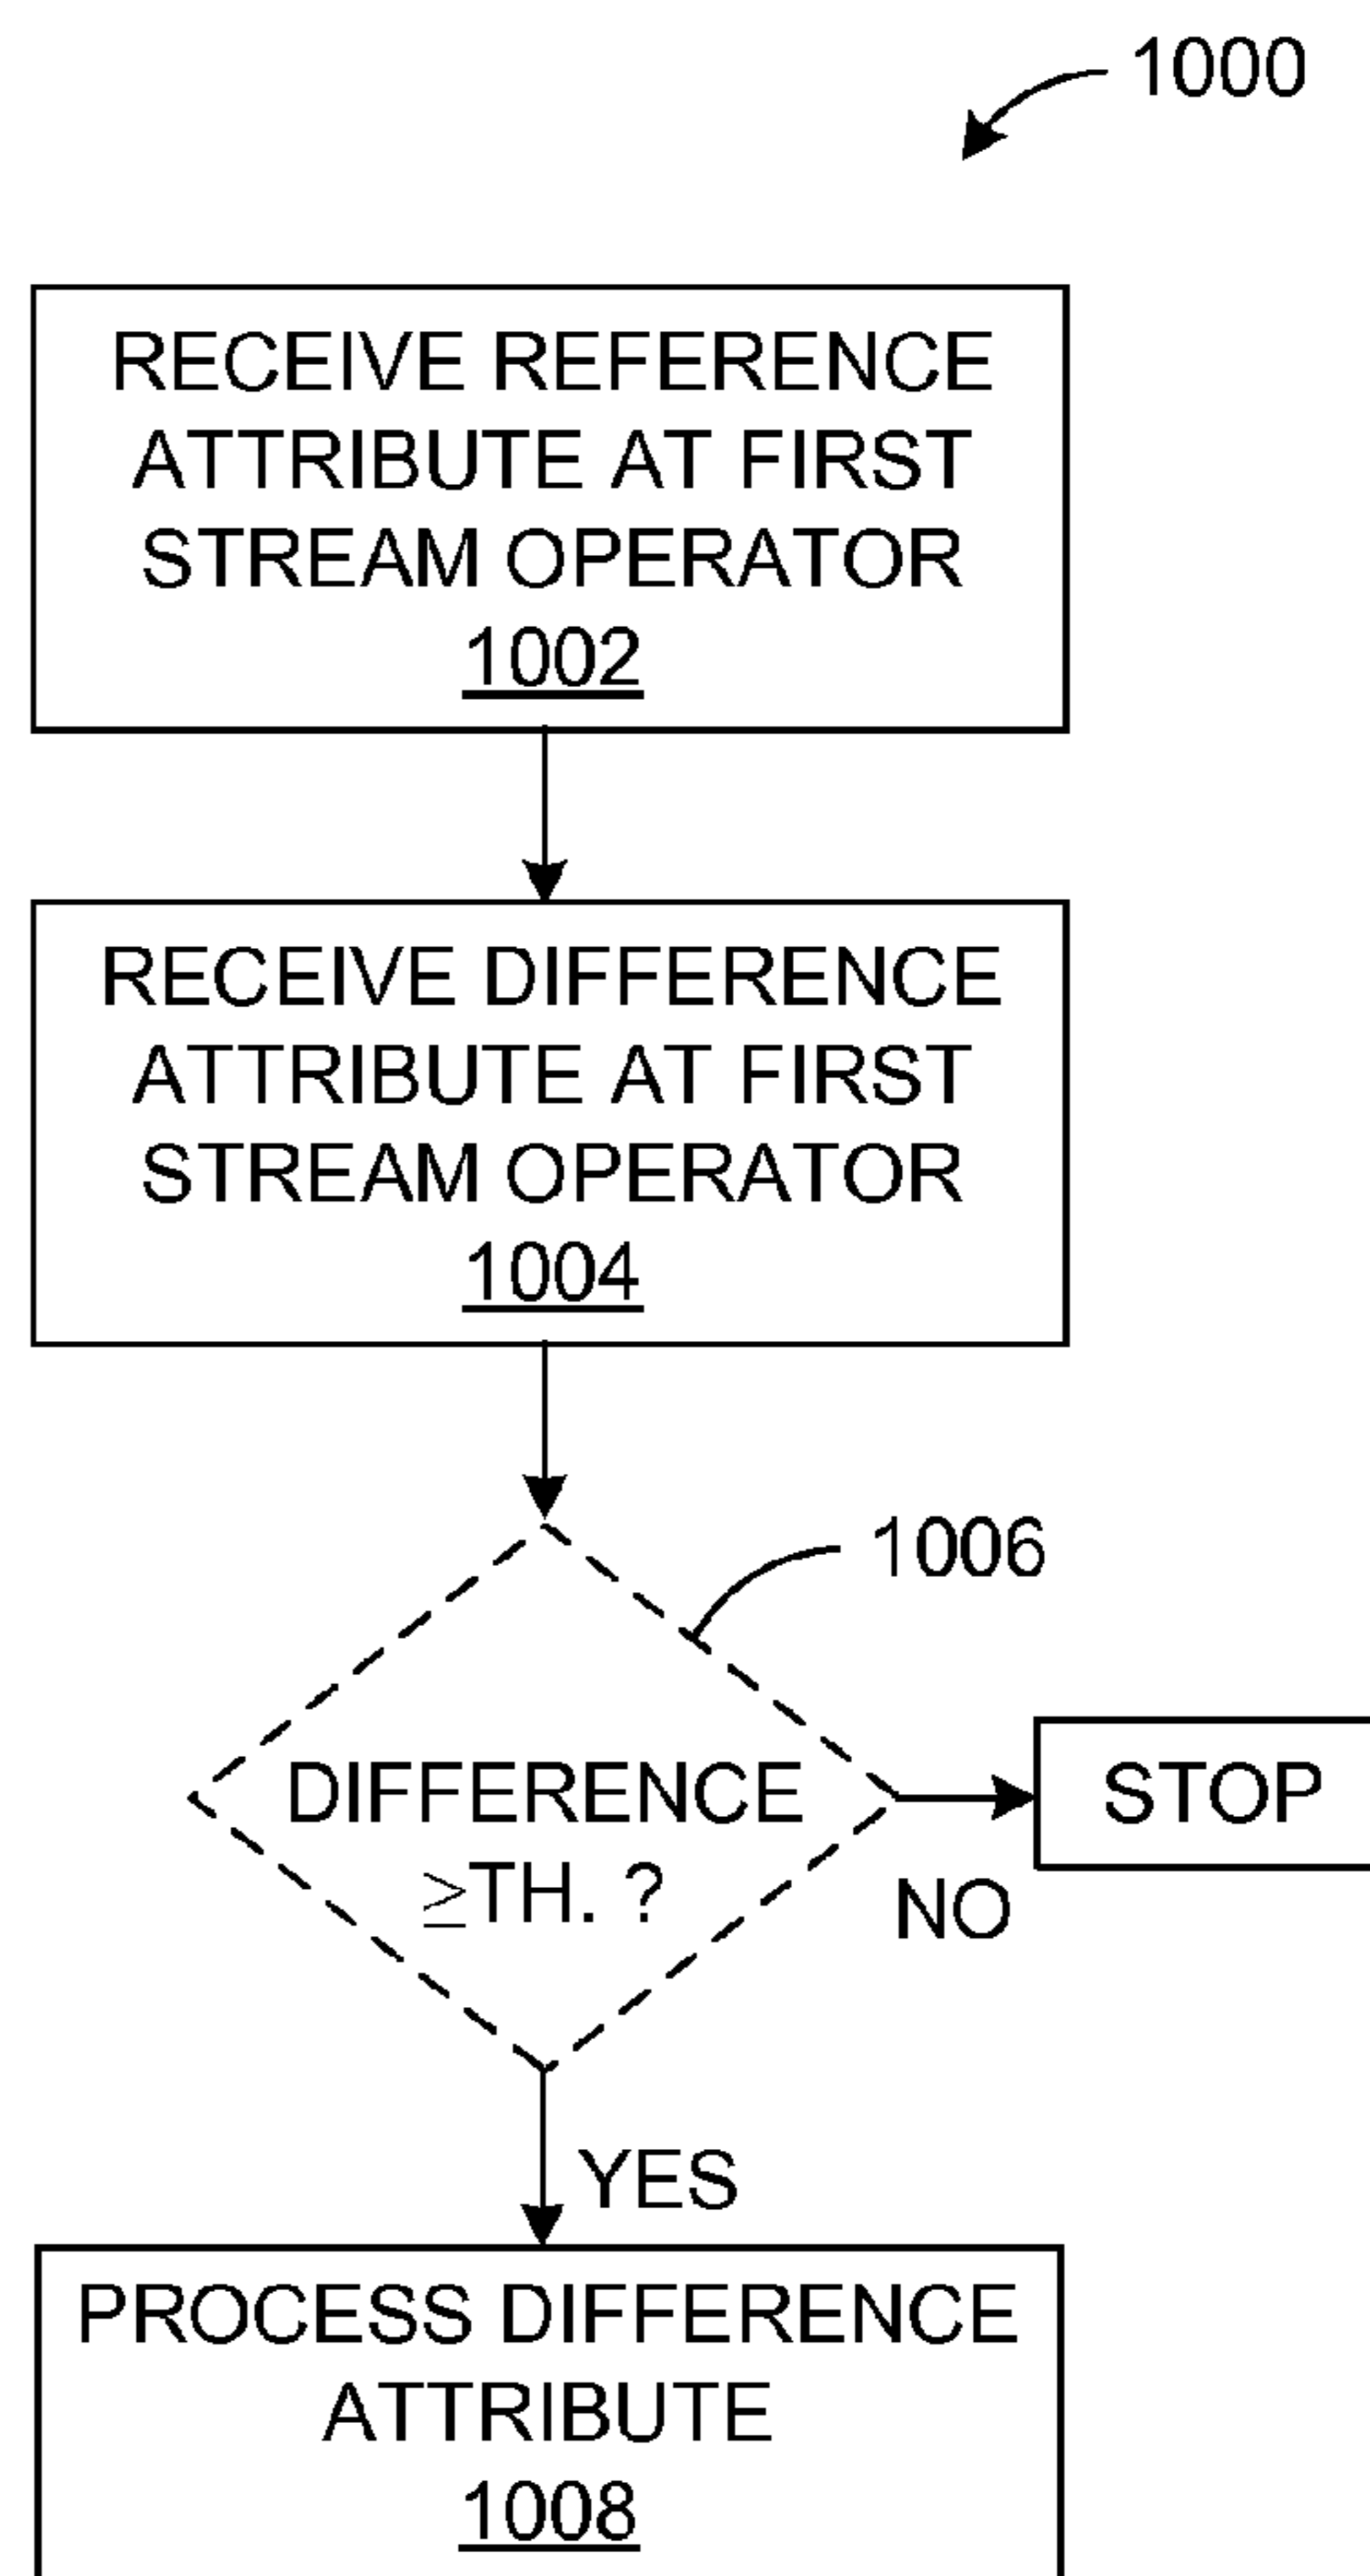 1000
RECEIVE REFERENCE
ATTRIBUTE AT FIRST
STREAM OPERATOR
1002
RECEIVE DIFFERENCE
ATTRIBUTE AT FIRST
STREAM OPERATOR
1004
1006
DIFFERENCE
≥TH. ?
STOP
NO
YES
PROCESS DIFFERENCE
ATTRIBUTE
1008